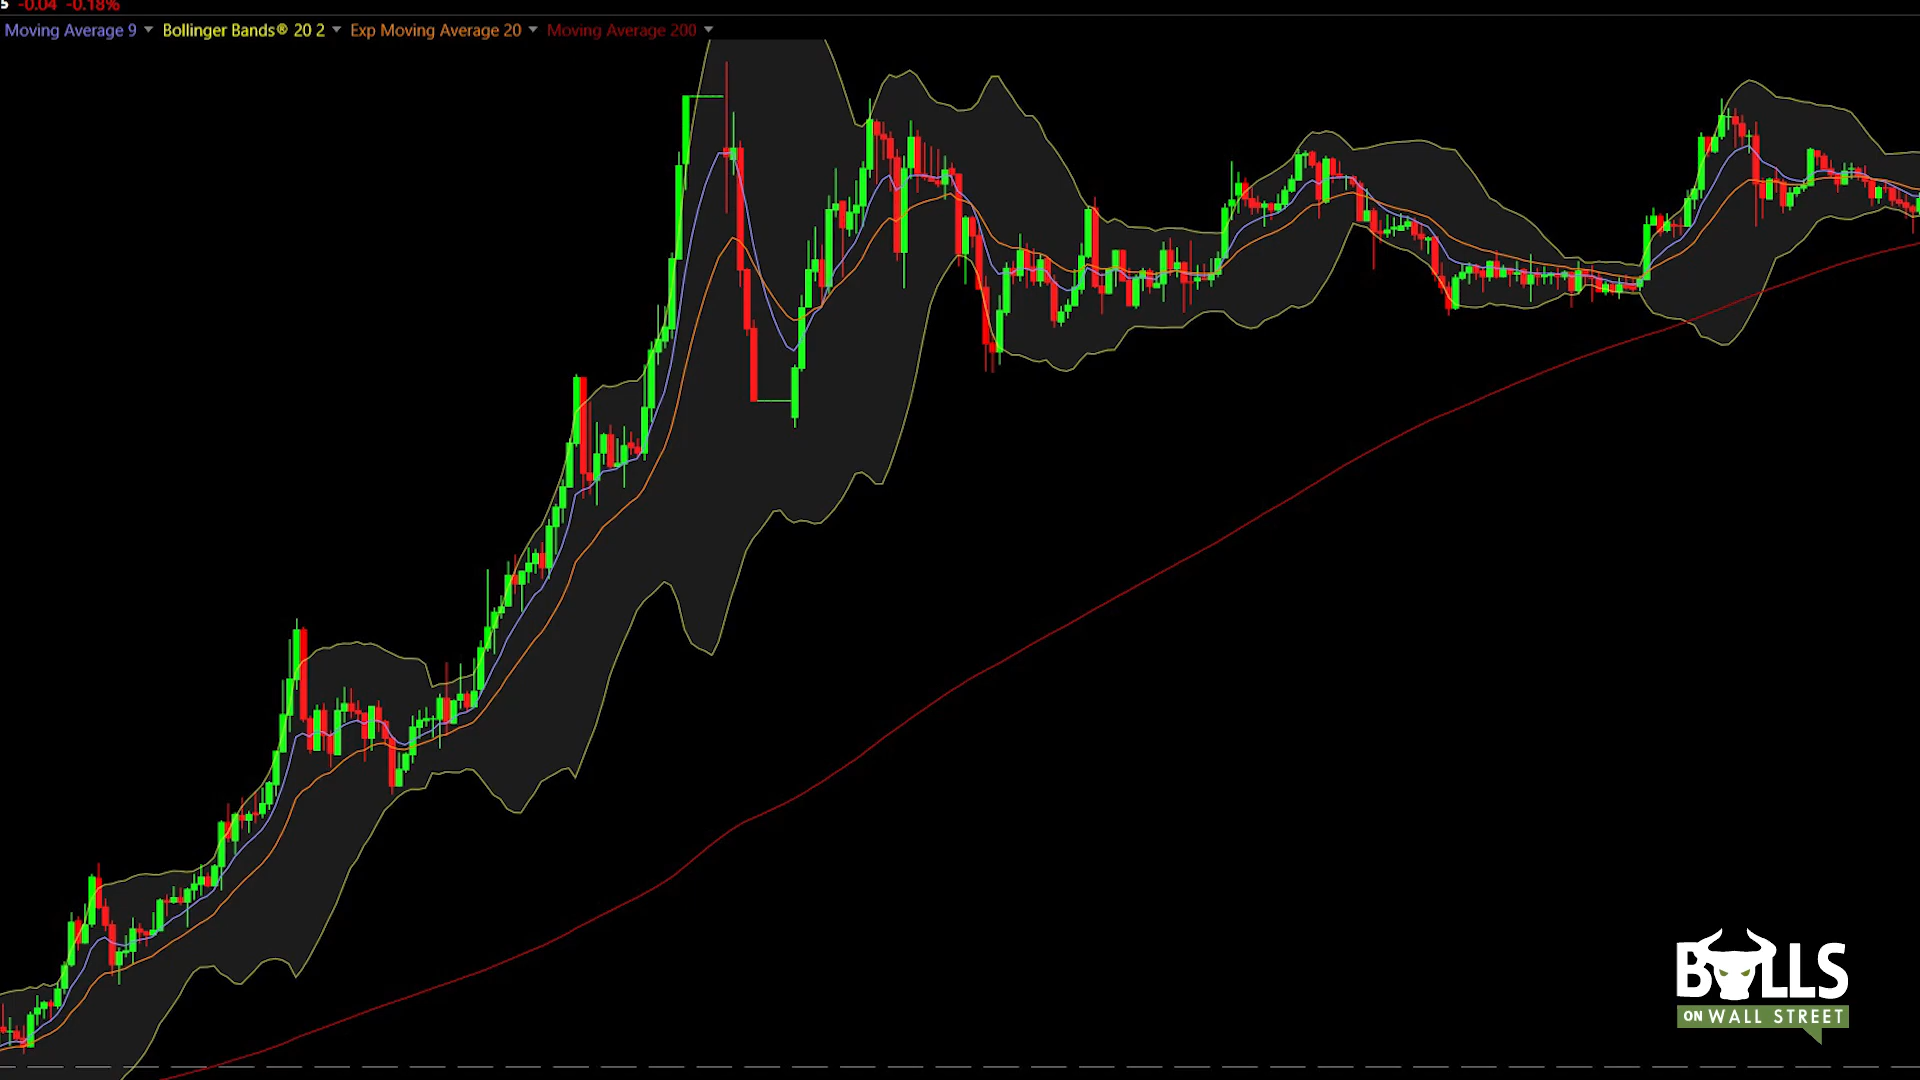 5 -0.04 -0.18%
Moving Average 9 Bollinger Bands® 20 2 Exp Moving Average 20 Moving Average 200
BULLS
ON WALL STREET